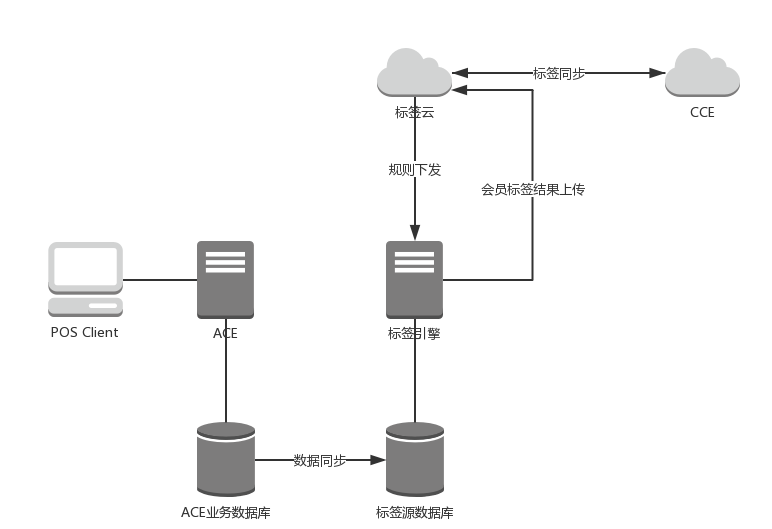 标签同步
标签云
CCE
规则下发
会员标签结果上传
POS Client
ACE
标签引擎
数据同步
ACE业务数据库
标签源数据库